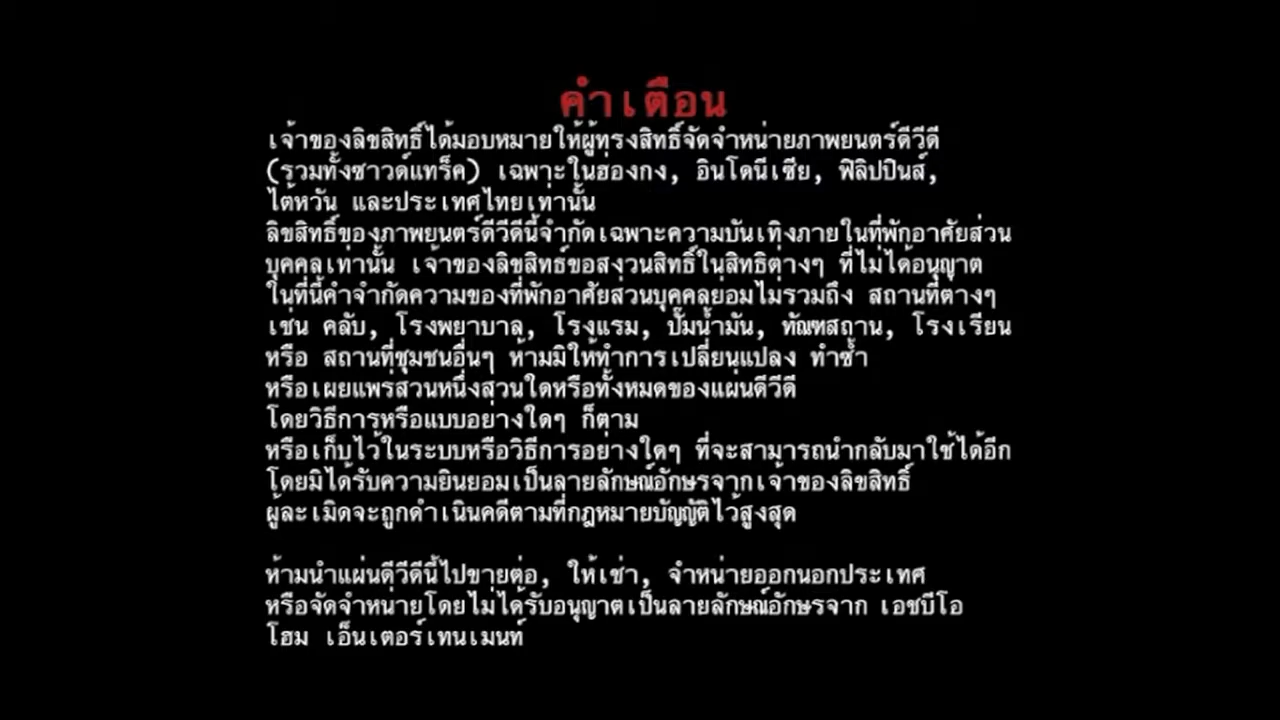 คำเตือน
เจ้าของลิขสิทธิ์ได้มอบหมายให้ผู้ทรงสิทธิ์จัดจำหน่ายภาพยนตร์ดีวีดี
(รวมทั้งซาวด์แทร็ค) เฉพาะในฮ่องกง, อินโดนีเซีย, ฟิลิปปินส์,
ไต้หวัน และประเทศไทยเท่านั้น
ลิขสิทธิ์ของภาพยนตร์ดีวีดีนี้จำกัดเฉพาะความบันเทิงภายในที่พักอาศัยส่วน
บุคคลเท่านั้น เจ้าของลิขสิทธ์ขอสงวนสิทธิ์ในสิทธิต่างๆ ที่ไม่ได้อนุญาต
ในที่นี้คำจำกัดความของที่พักอาศัยส่วนบุคคลย่อมไม่รวมถึง สถานที่ต่างๆ
เช่น คลับ, โรงพยาบาล, โรงแรม, ปั๊มน้ำมัน, ทัณฑสถาน, โรงเรียน
หรือ สถานที่ชุมชนอื่นๆ ห้ามมิให้ทำการเปลี่ยนแปลง ทำซ้ำ
หรือเผยแพร่ส่วนหนึ่งส่วนใดหรือทั้งหมดของแผ่นดีวีดี
โดยวิธีการหรือแบบอย่างใดๆ ก็ตาม
หรือเก็บไว้ในระบบหรือวิธีการอย่างใดๆ ที่จะสามารถนำกลับมาใช้ได้อีก
โดยมิได้รับความยินยอมเป็นลายลักษณ์อักษรจากเจ้าของลิขสิทธิ์
ผู้ละเมิดจะถูกดำเนินคดีตามที่กฎหมายบัญญัติไว้สูงสุด
ห้ามนำแผ่นดีวีดีนี้ไปขายต่อ, ให้เช่า, จำหน่ายออกนอกประเทศ
หรือจัดจำหน่ายโดยไม่ได้รับอนุญาตเป็นลายลักษณ์อักษรจาก เอชบีโอ
โฮม เอ็นเตอร์เทนเมนท์